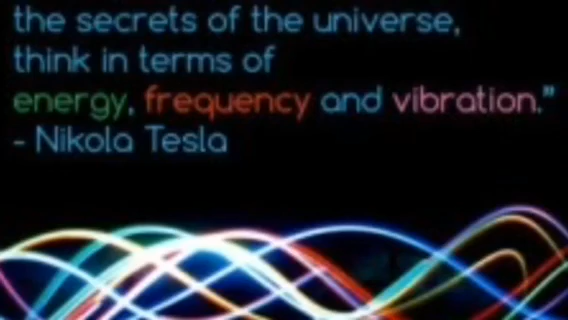 the secrets of the universe,
think in terms of
energy, frequency and vibration."
- Nikola Tesla